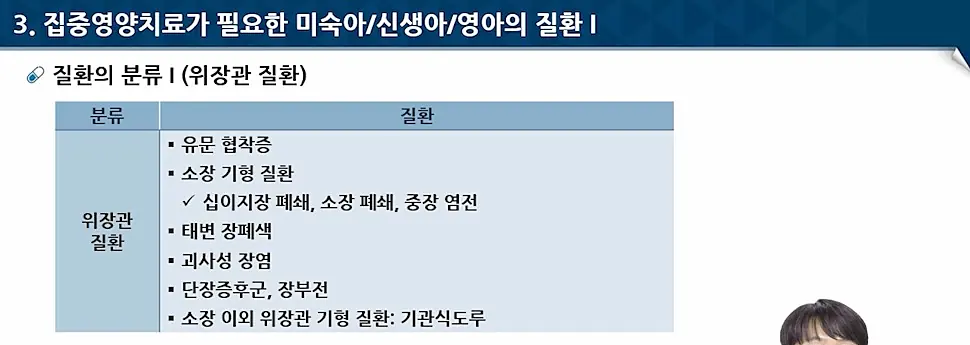 3. 집중영양치료가 필요한 미숙아/신생아/영아의 질환 I
질환의 분류 I (위장관 질환)
분류
질환
위장관
질환
▪ 유문 협착증
▪ 소장 기형 질환
✓ 십이지장 폐쇄, 소장 폐쇄, 중장 염전
▪ 태변 장폐색
▪ 괴사성 장염
▪ 단장증후군, 장부전
▪ 소장 이외 위장관 기형 질환: 기관식도루